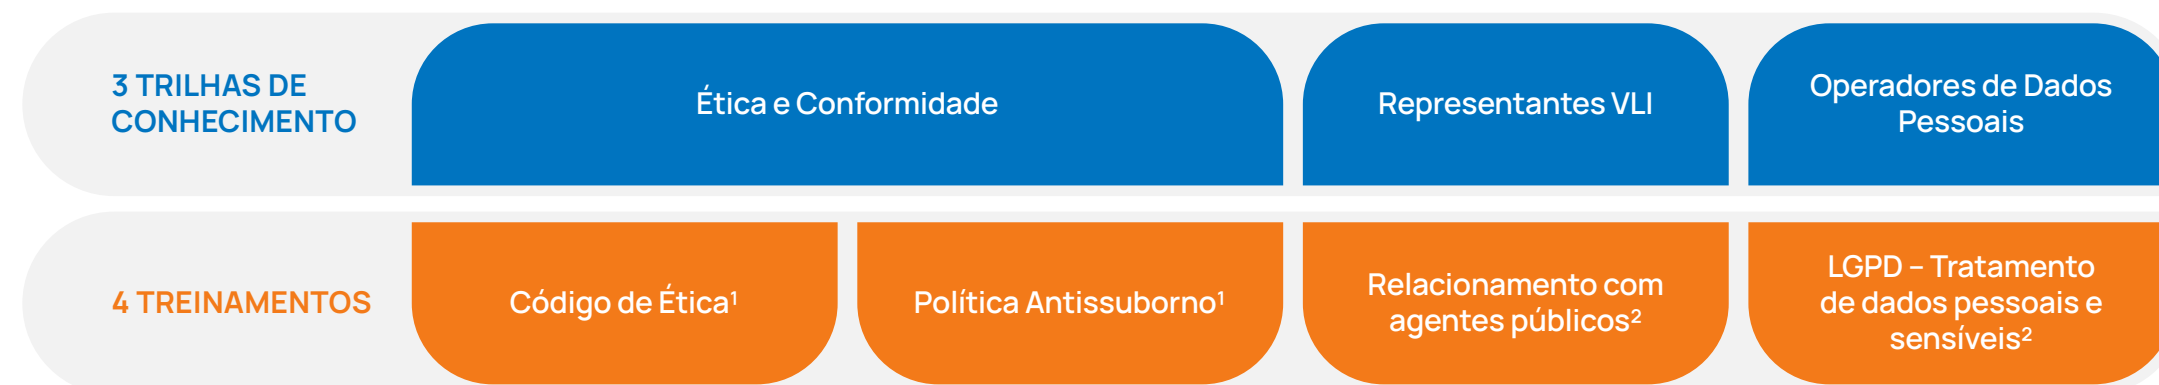 3 TRILHAS DE
CONHECIMENTO
Ética e Conformidade
Representantes VLI
Operadores de Dados
Pessoais
4 TREINAMENTOS
Código de Ética¹
Política Antissuborno¹
Relacionamento com
agentes públicos²
LGPD – Tratamento
de dados pessoais e
sensíveis²